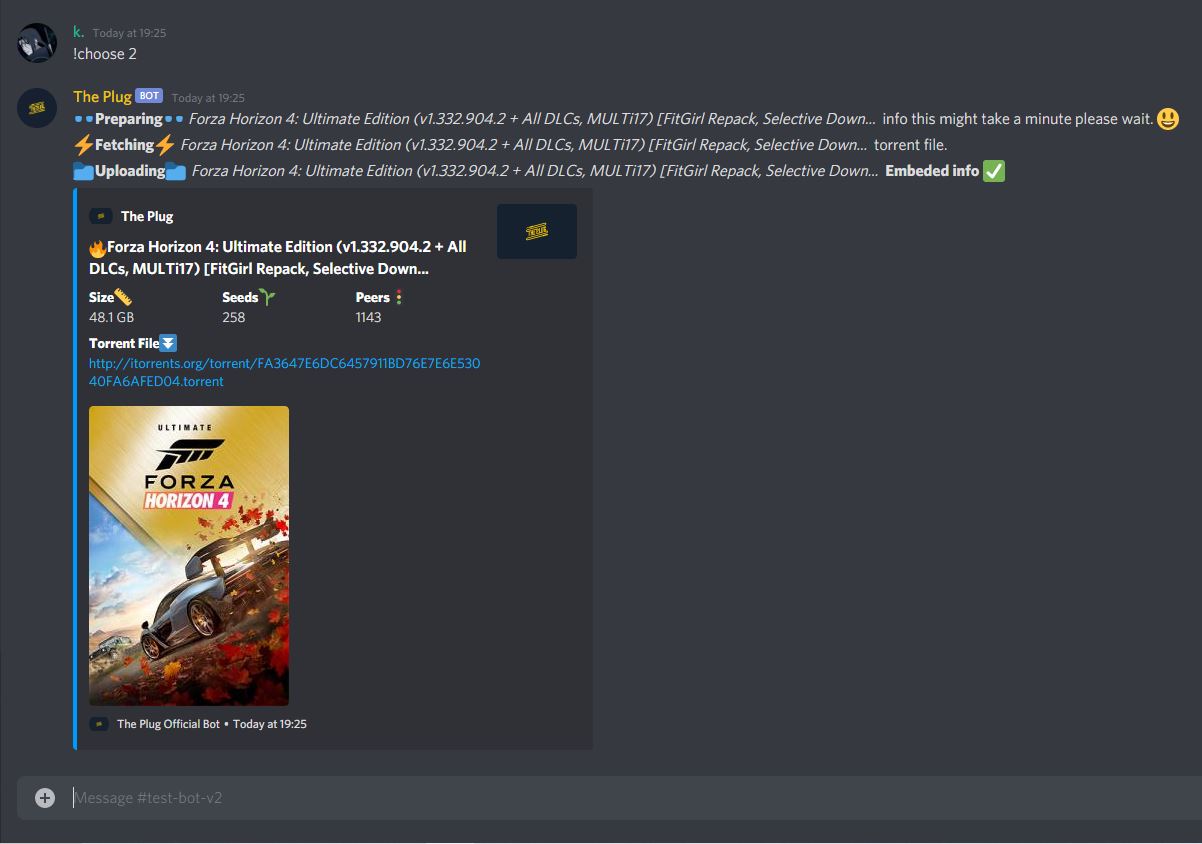 k. Today at 19:25
!choose 2
The Plug BOT Today at 19:25
Preparing Forza Horizon 4: Ultimate Edition (v1.332.904.2 + All DLCs, MULTi17) [FitGirl Repack, Selective Down... info this might take a minute please wait.
Fetching Forza Horizon 4: Ultimate Edition (v1.332.904.2 + All DLCs, MULTi17) [FitGirl Repack, Selective Down... torrent file.
Uploading Forza Horizon 4: Ultimate Edition (v1.332.904.2 + All DLCs, MULTi17) [FitGirl Repack, Selective Down... Embeded info
The Plug
Forza Horizon 4: Ultimate Edition (v1.332.904.2 + All
DLCs, MULTi17) [FitGirl Repack, Selective Down...
Size Seeds Peers
48.1 GB 258 1143
Torrent File
http://itorrents.org/torrent/FA3647E6DC6457911BD76E7E6E530
40FA6AFED04.torrent
ULTIMATE
FORZA
HORIZON 4
The Plug Official Bot • Today at 19:25
Message #test-bot-v2